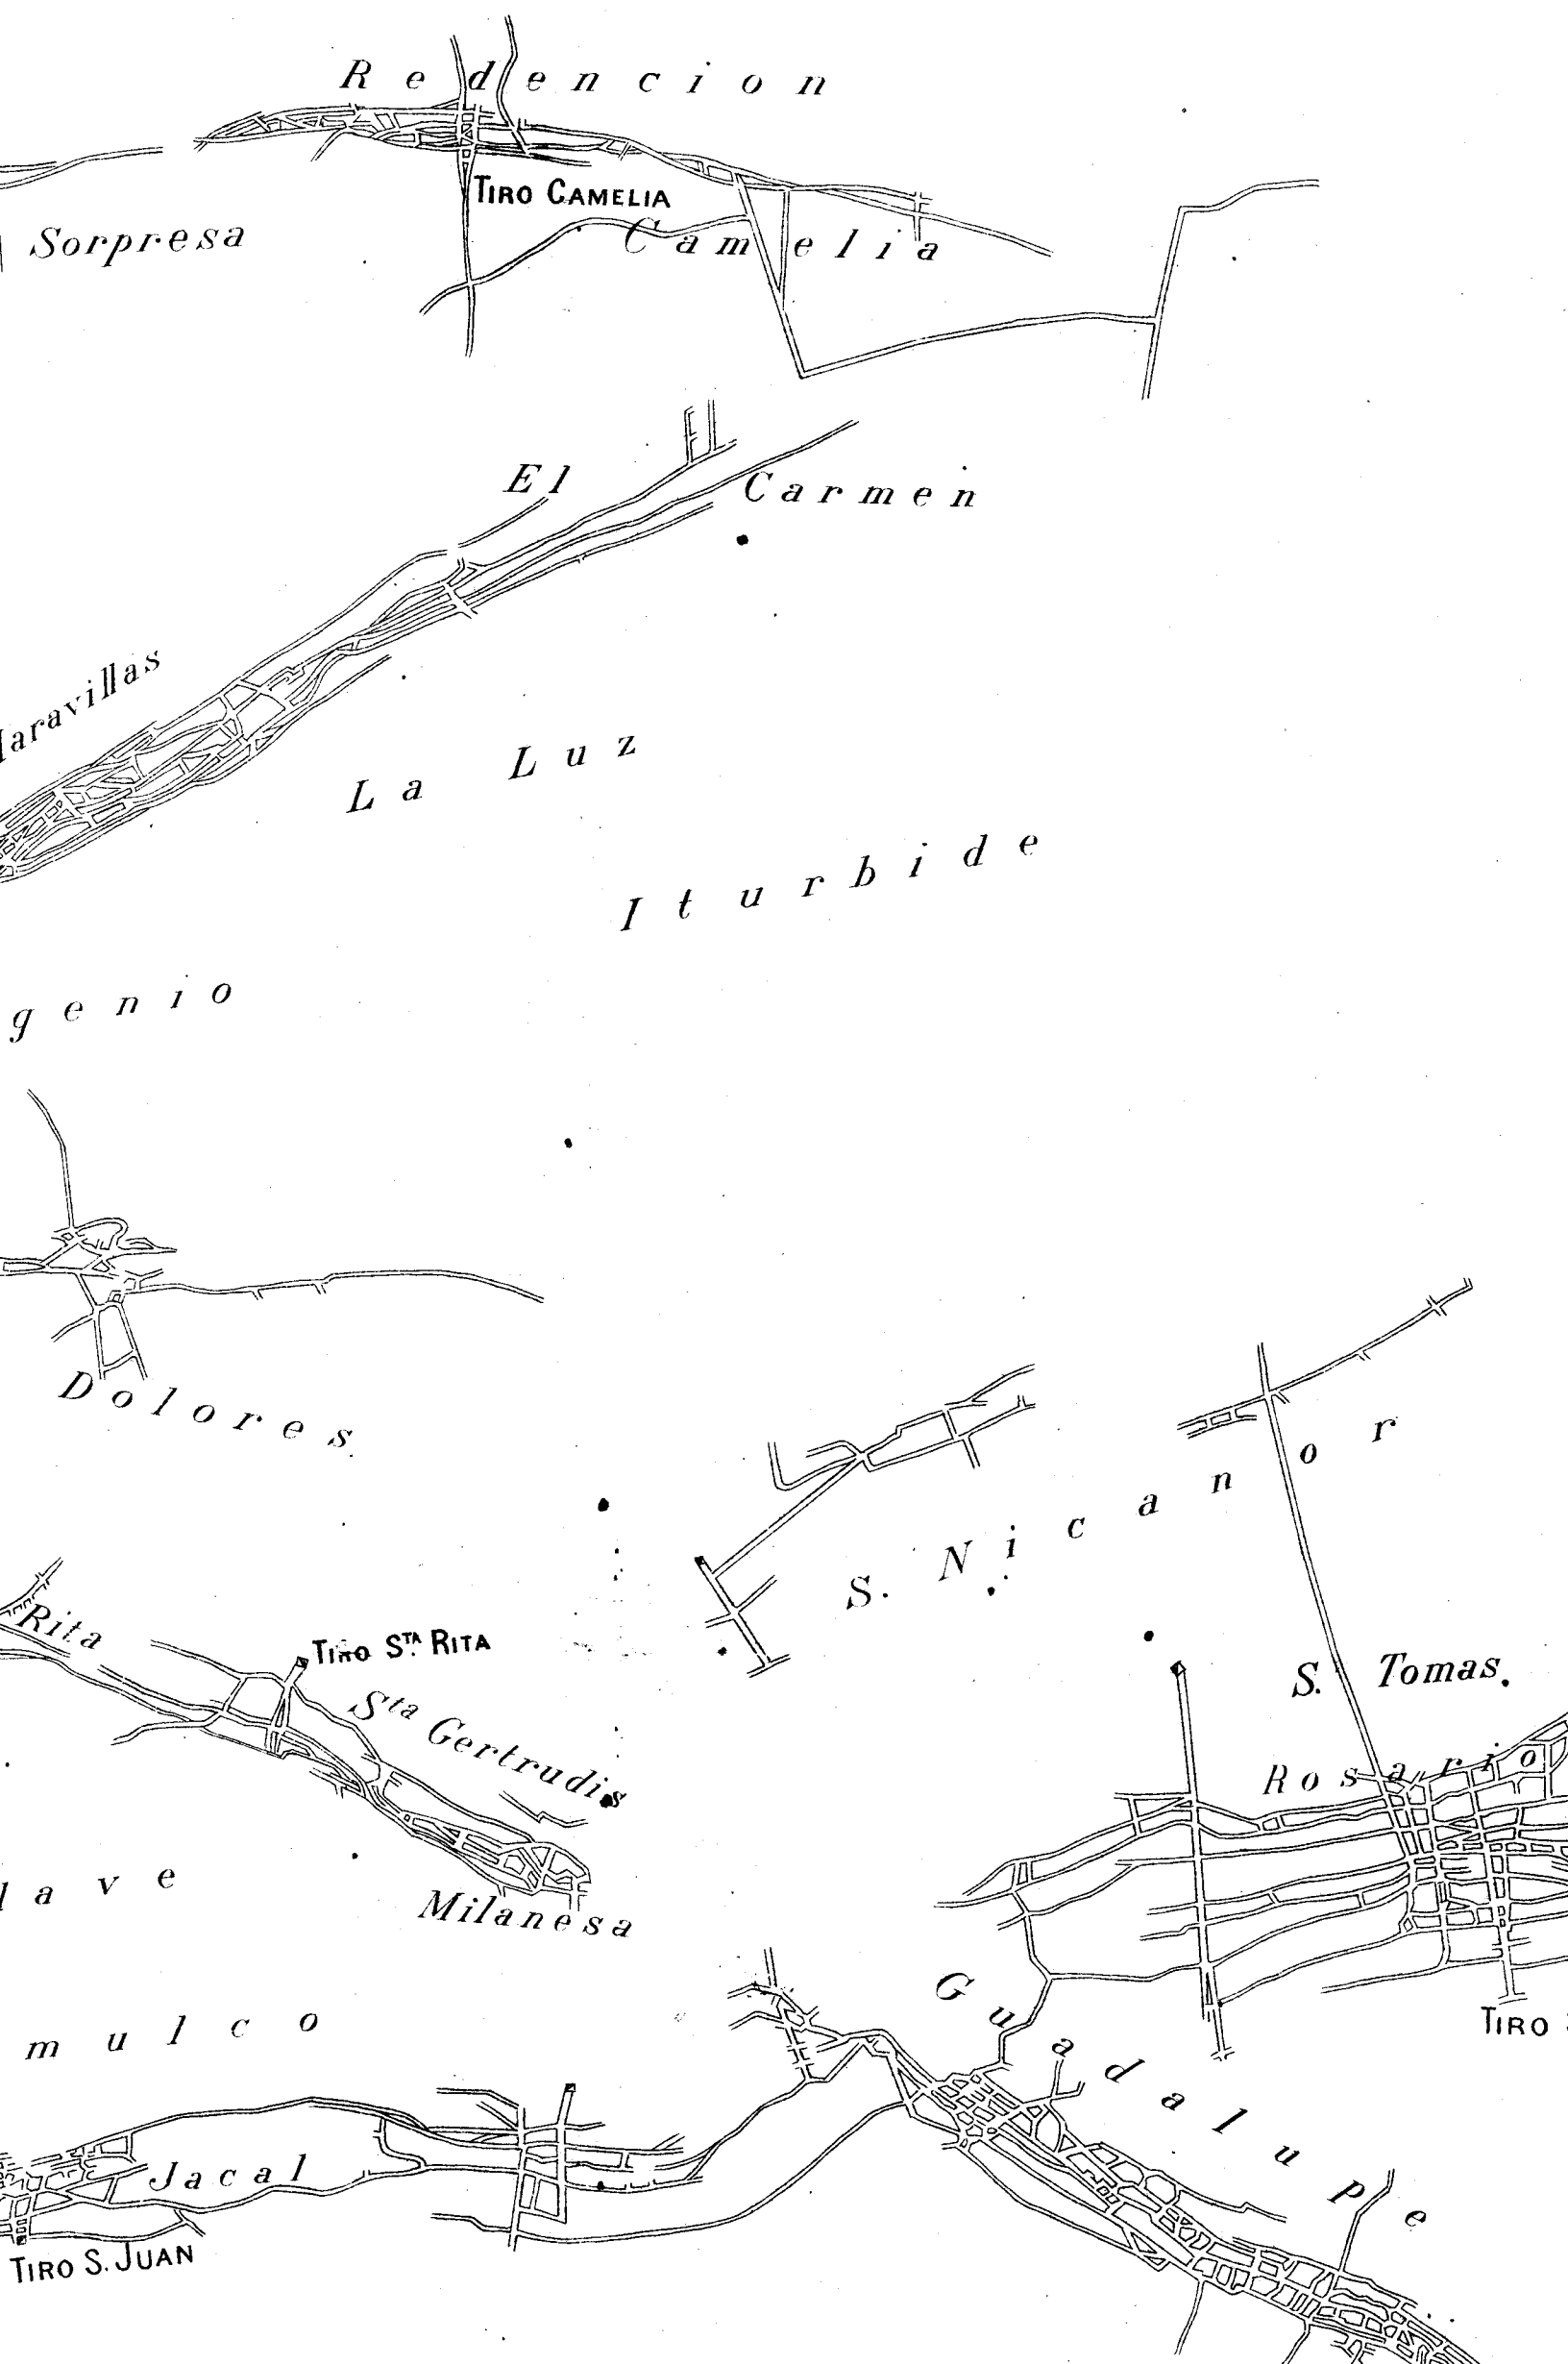 Redencion
TIRO CAMELIA
Sorpresa
Camelia
El Carmen
aravillas
La Luz
Iturbide
genio
Dolores
S. Nicanor
Rita
TIRO STA. RITA
Sta Gertrudis
S. Tomas.
Rosario
lave
Milanesa
Guadalupe
mulco
TIRO
Jacal
TIRO S. JUAN